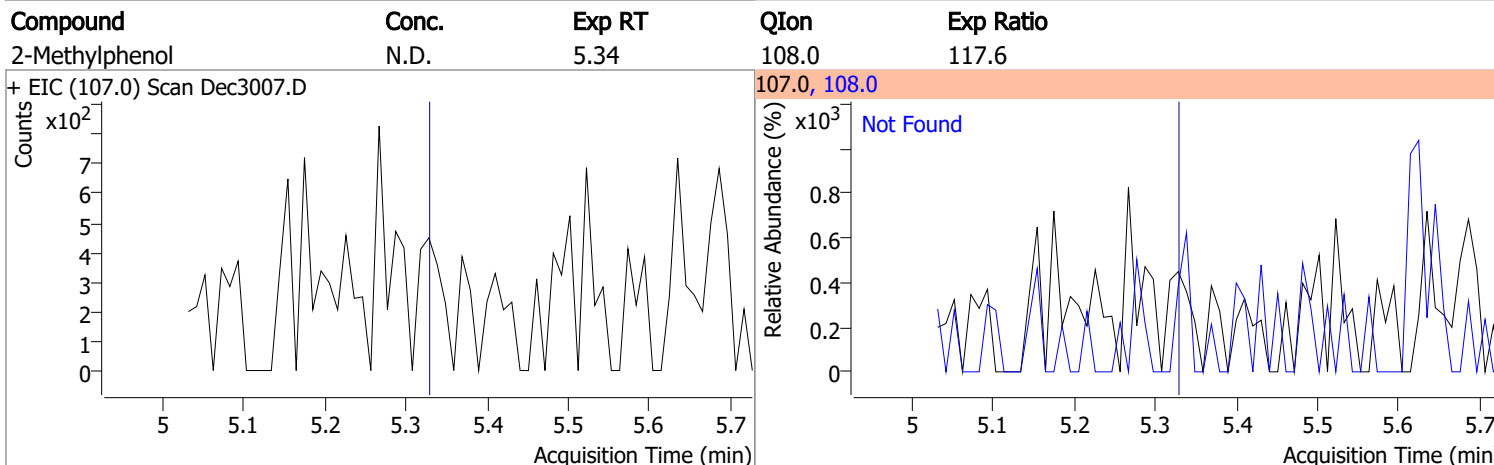 Compound Conc. Exp RT QIon Exp Ratio
2-Methylphenol N.D. 5.34 108.0 117.6
+ EIC (107.0) Scan Dec3007.D
Counts
x10²
7
6
5
4
3
2
1
0
5 5.1 5.2 5.3 5.4 5.5 5.6 5.7
Acquisition Time (min)
107.0, 108.0
Relative Abundance (%)
x10³
Not Found
0.8
0.6
0.4
0.2
0
5 5.1 5.2 5.3 5.4 5.5 5.6 5.7
Acquisition Time (min